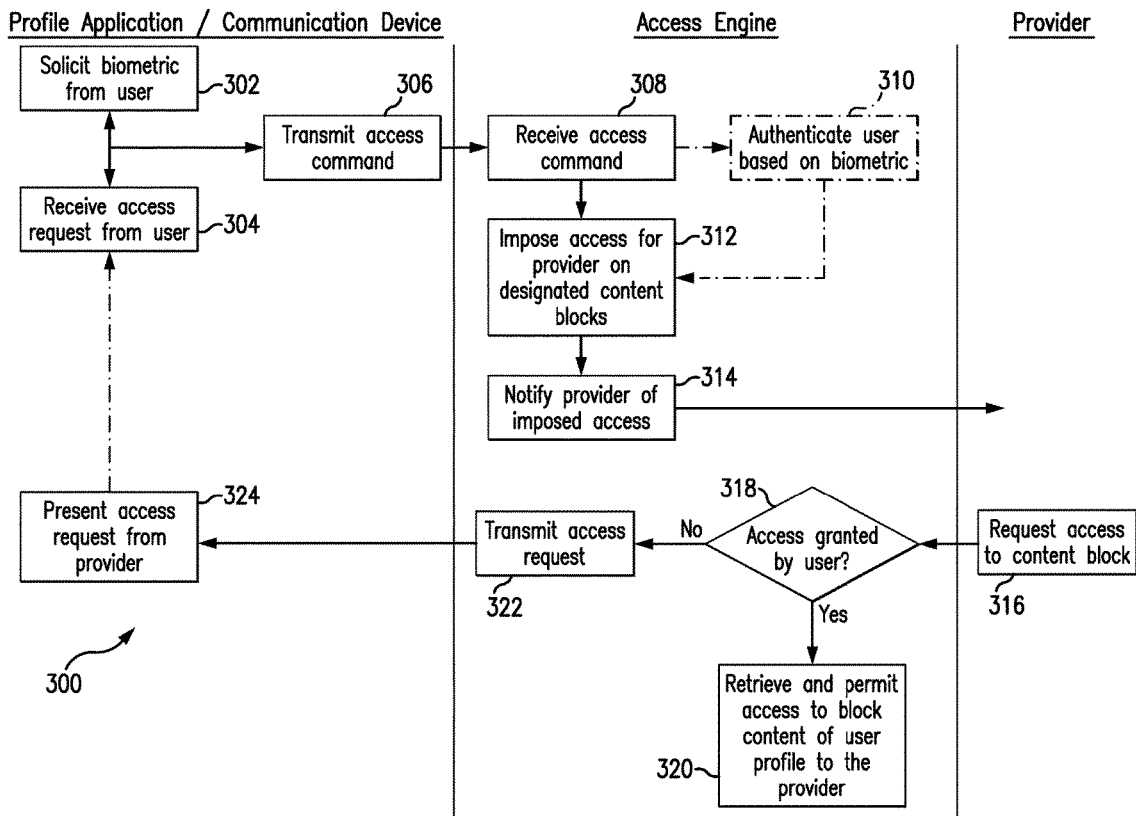 Profile Application / Communication Device
Access Engine
Provider
Solicit biometric
from user
302
306
Transmit access
command
308
Receive access
command
310
Authenticate user
based on biometric
Receive access
request from user
304
Impose access for
provider on
designated content
blocks
312
Notify provider of
imposed access
314
Present access
request from
provider
324
Transmit access
request
322
No
318
Access granted
by user?
Yes
Request access
to content block
316
Retrieve and permit
access to block
content of user
profile to the
provider
320
300